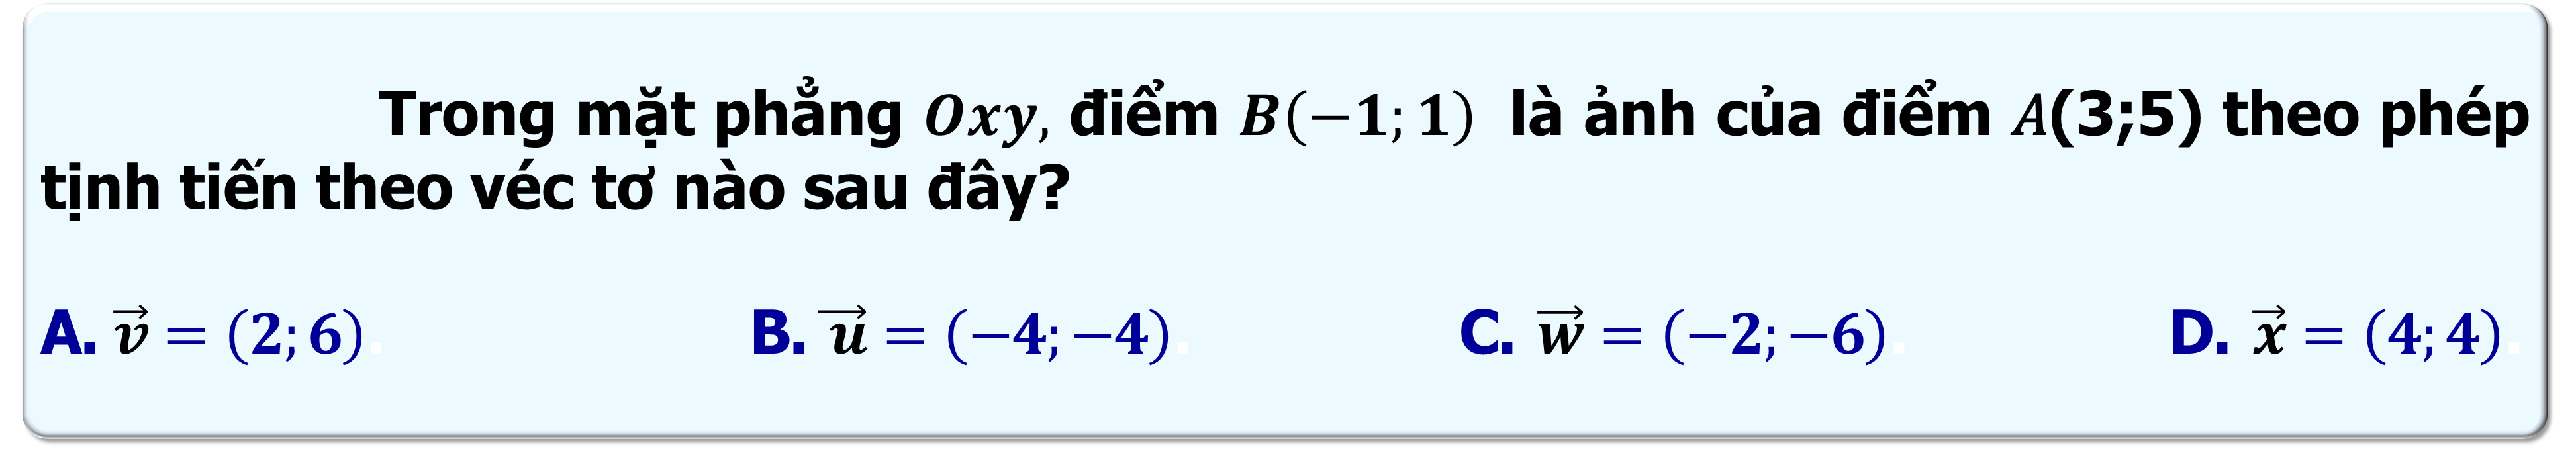 Trong mặt phẳng Oxy, điểm B(−1; 1) là ảnh của điểm A(3;5) theo phép
tịnh tiến theo véc tơ nào sau đây?
A. v⃗ = (2; 6). B. u⃗ = (−4; −4). C. w⃗ = (−2; −6). D. x⃗ = (4; 4).